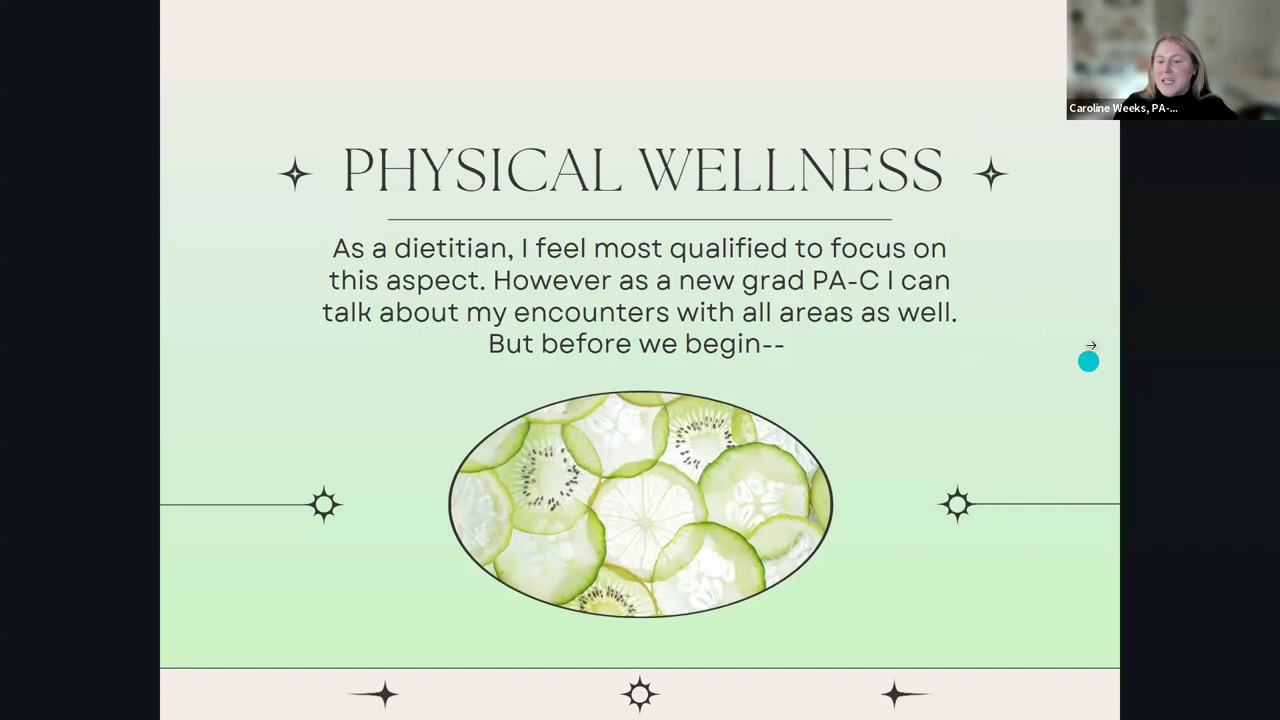 Caroline Weeks, PA-...
PHYSICAL WELLNESS
As a dietitian, I feel most qualified to focus on
this aspect. However as a new grad PA-C I can
talk about my encounters with all areas as well.
But before we begin--